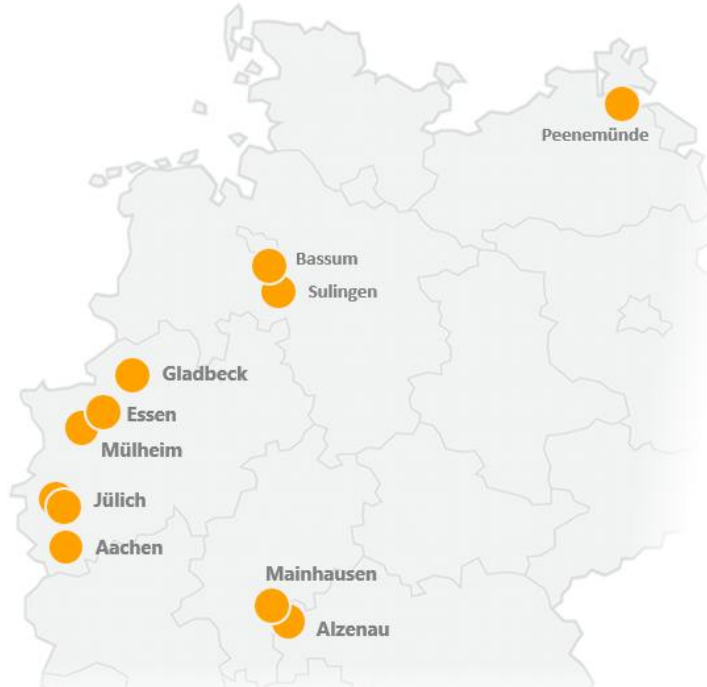 Peenemünde
Bassum
Sulingen
Gladbeck
Essen
Mülheim
Jülich
Aachen
Mainhausen
Alzenau